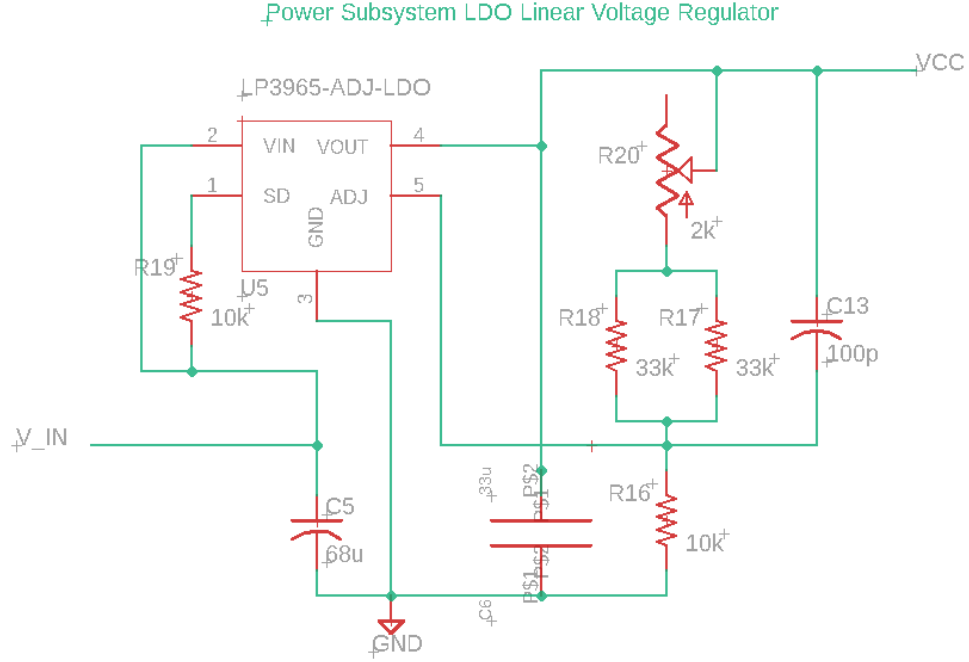 Power Subsystem LDO Linear Voltage Regulator
VCC
LP3965-ADJ-LDO
2
VIN
VOUT
4
1
SD
ADJ
5
GND
3
U5
R19
10k
R20
2k
R18
33k
R17
33k
C13
100p
V_IN
C5
68u
33u
P$2
P$1
P$2
P$1
C6
R16
10k
GND